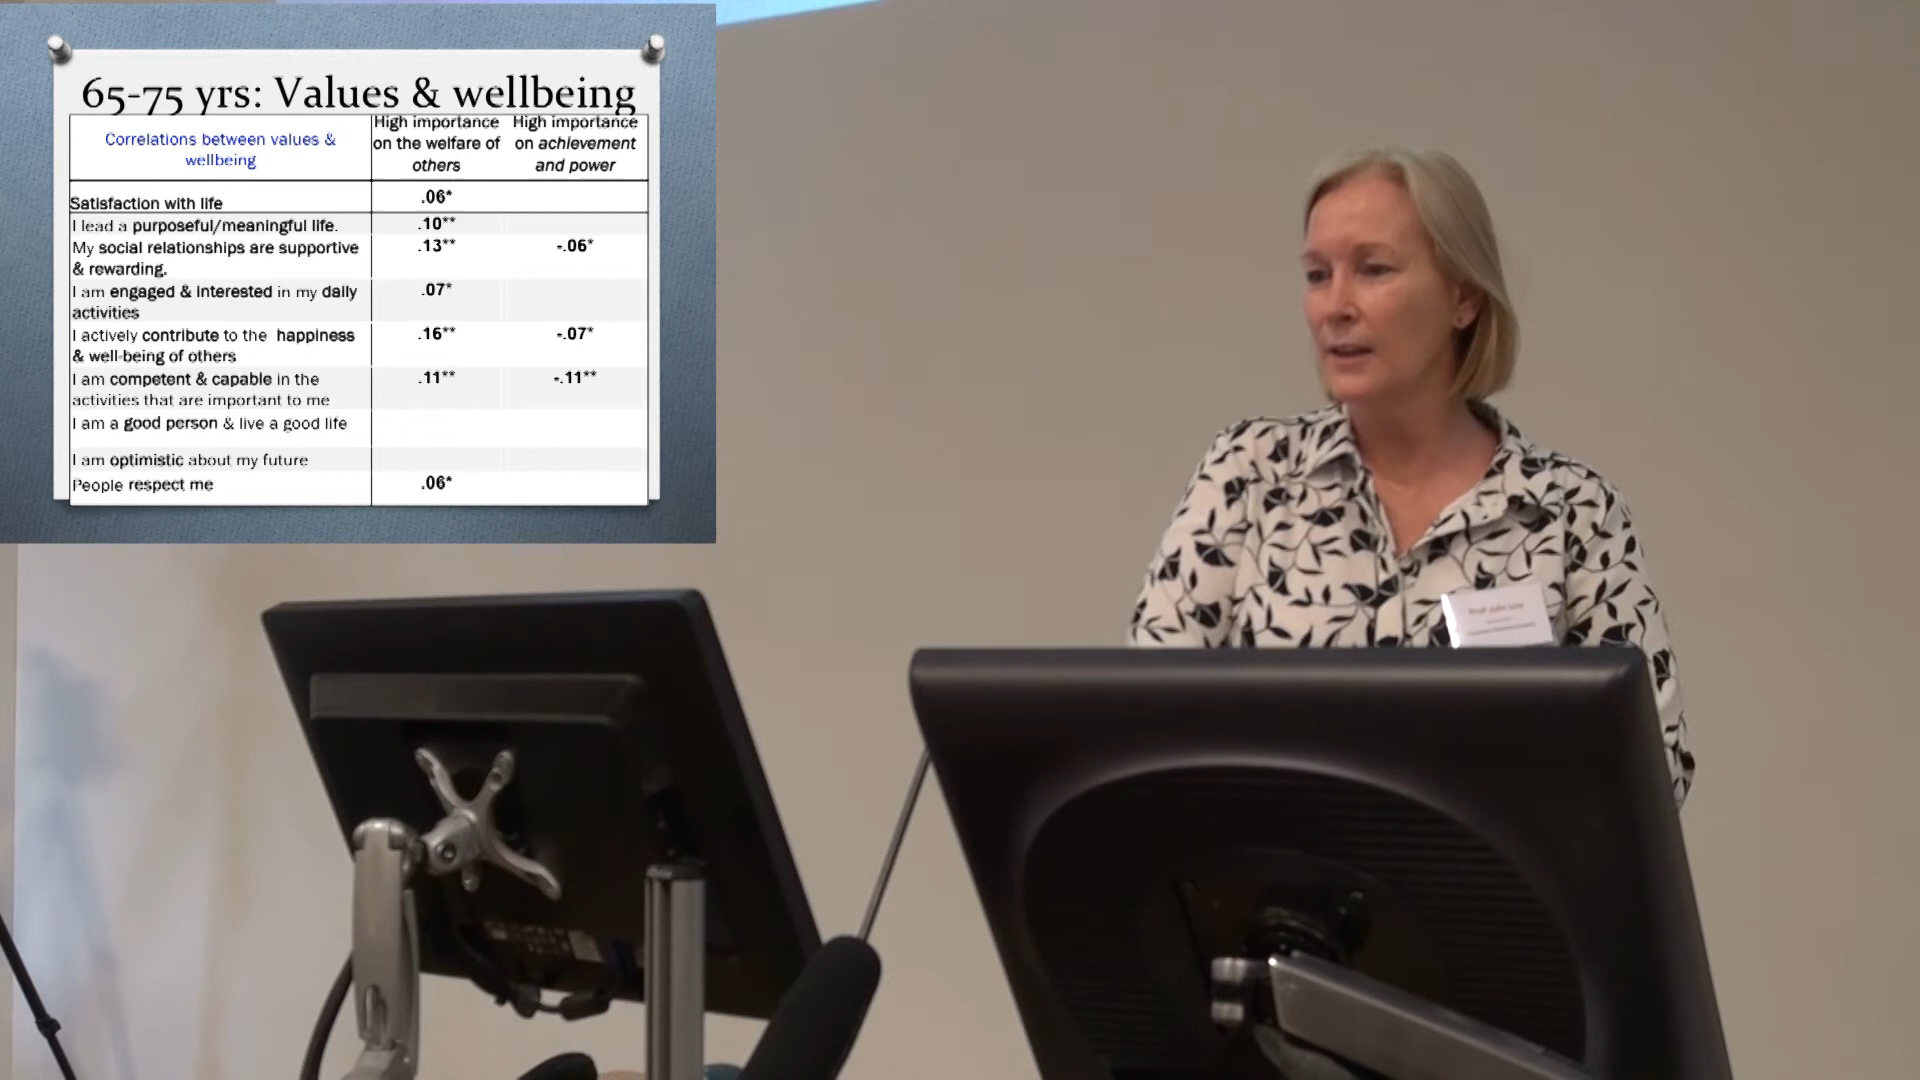 65-75 yrs: Values & wellbeing
Correlations between values & wellbeing
High importance on the welfare of others
High importance on achievement and power
Satisfaction with life .06*
I lead a purposeful/meaningful life. .10**
My social relationships are supportive & rewarding. .13** -.06*
I am engaged & interested in my daily activities .07*
I actively contribute to the happiness & well-being of others .16** -.07*
I am competent & capable in the activities that are important to me .11** -.11**
I am a good person & live a good life
I am optimistic about my future
People respect me .06*
Prof